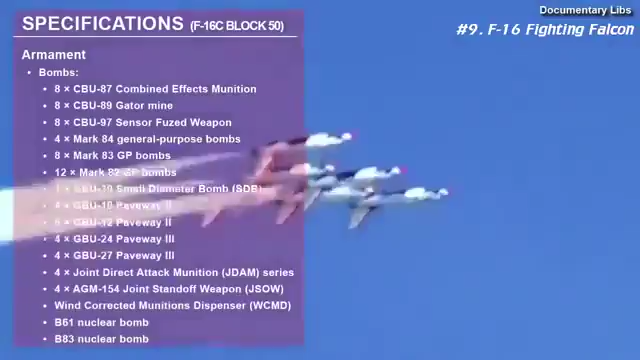 Documentary Libs
#9. F-16 Fighting Falcon
SPECIFICATIONS (F-16C BLOCK 50)
Armament
• Bombs:
• 8 × CBU-87 Combined Effects Munition
• 8 × CBU-89 Gator mine
• 8 × CBU-97 Sensor Fuzed Weapon
• 4 × Mark 84 general-purpose bombs
• 8 × Mark 83 GP bombs
• 12 × Mark 82 GP bombs
• × GBU-39 Small Diameter Bomb (SDB)
• 4 × GBU-10 Paveway II
• × GBU-12 Paveway II
• 4 × GBU-24 Paveway III
• 4 × GBU-27 Paveway III
• 4 × Joint Direct Attack Munition (JDAM) series
• 4 × AGM-154 Joint Standoff Weapon (JSOW)
• Wind Corrected Munitions Dispenser (WCMD)
• B61 nuclear bomb
• B83 nuclear bomb